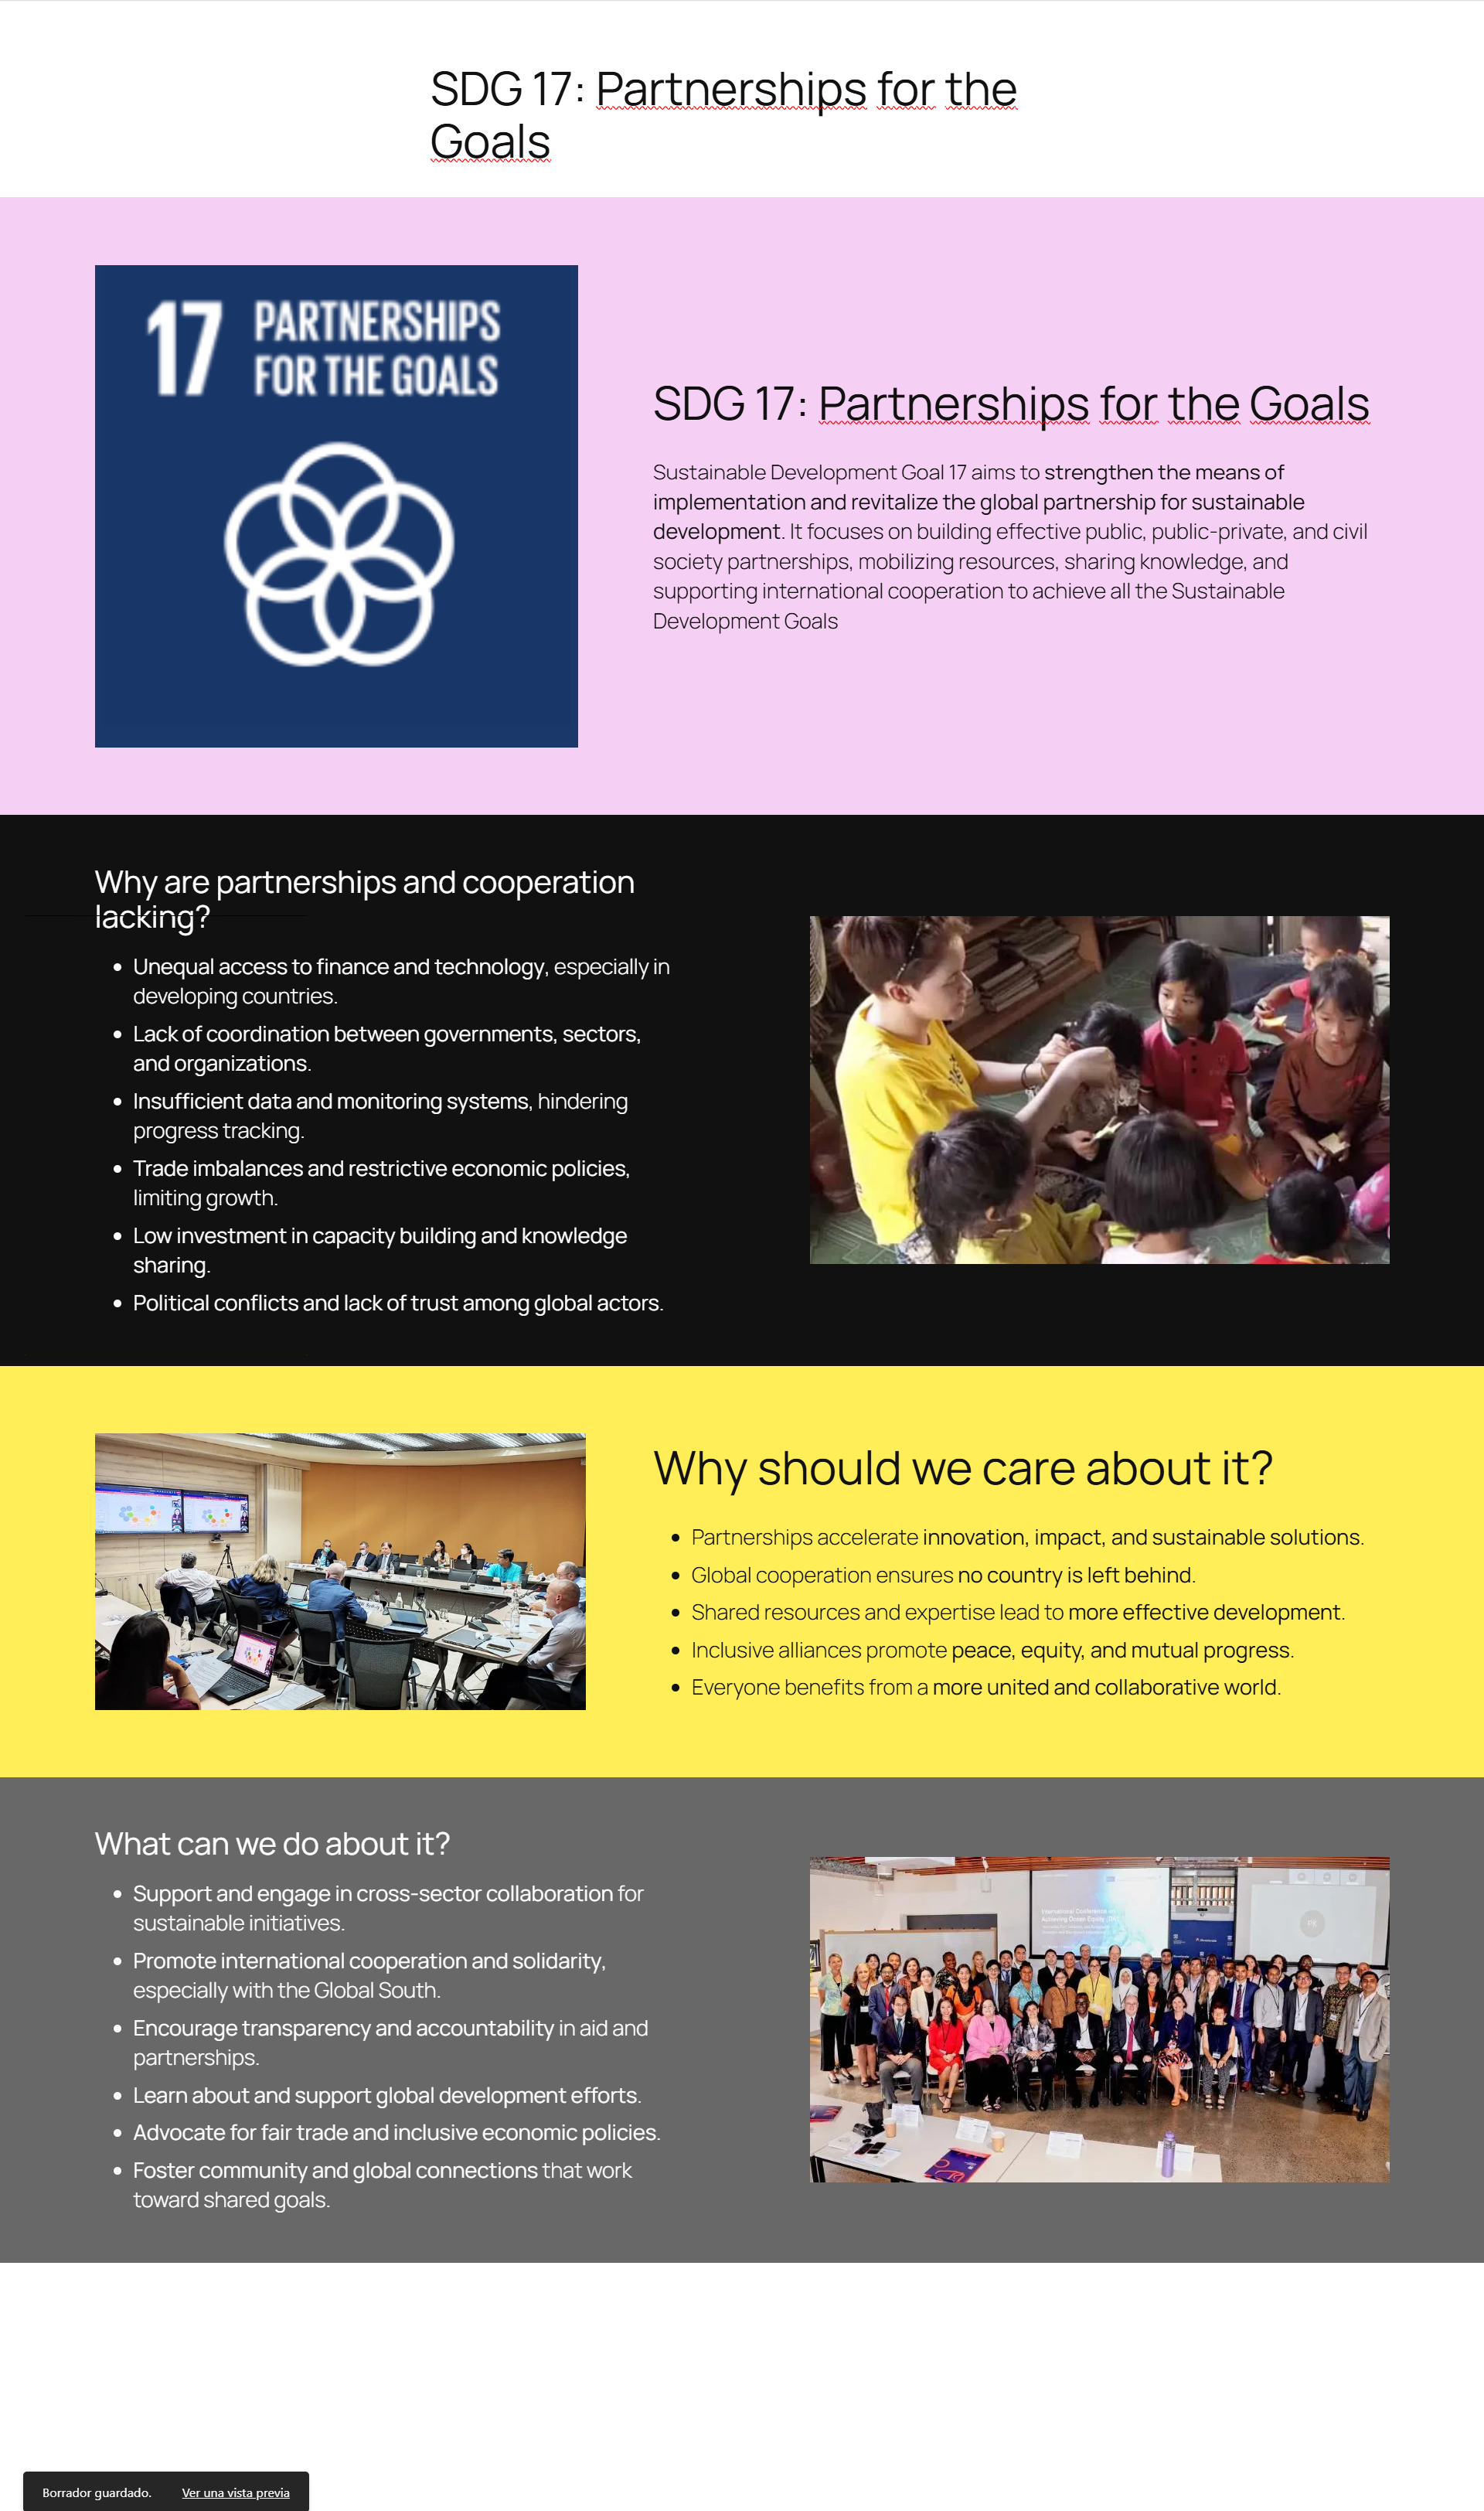 SDG 17: Partnerships for the
Goals
17 PARTNERSHIPS
FOR THE GOALS
SDG 17: Partnerships for the Goals
Sustainable Development Goal 17 aims to strengthen the means of
implementation and revitalize the global partnership for sustainable
development. It focuses on building effective public, public-private, and civil
society partnerships, mobilizing resources, sharing knowledge, and
supporting international cooperation to achieve all the Sustainable
Development Goals
Why are partnerships and cooperation
lacking?
• Unequal access to finance and technology, especially in
developing countries.
• Lack of coordination between governments, sectors,
and organizations.
• Insufficient data and monitoring systems, hindering
progress tracking.
• Trade imbalances and restrictive economic policies,
limiting growth.
• Low investment in capacity building and knowledge
sharing.
• Political conflicts and lack of trust among global actors.
Why should we care about it?
• Partnerships accelerate innovation, impact, and sustainable solutions.
• Global cooperation ensures no country is left behind.
• Shared resources and expertise lead to more effective development.
• Inclusive alliances promote peace, equity, and mutual progress.
• Everyone benefits from a more united and collaborative world.
What can we do about it?
• Support and engage in cross-sector collaboration for
sustainable initiatives.
• Promote international cooperation and solidarity,
especially with the Global South.
• Encourage transparency and accountability in aid and
partnerships.
• Learn about and support global development efforts.
• Advocate for fair trade and inclusive economic policies.
• Foster community and global connections that work
toward shared goals.
International Conference
Achieving Ocean Equity
PR
Borrador guardado. Ver una vista previa